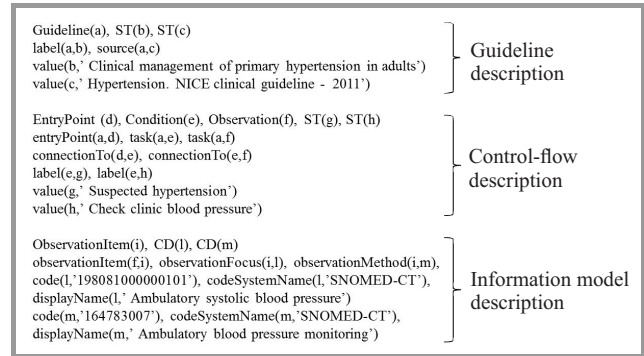 Guideline(a), ST(b), ST(c)
label(a,b), source(a,c)
value(b,' Clinical management of primary hypertension in adults')
value(c,' Hypertension. NICE clinical guideline - 2011')
Guideline
description
EntryPoint (d), Condition(e), Observation(f), ST(g), ST(h)
entryPoint(a,d), task(a,e), task(a,f)
connectionTo(d,e), connectionTo(e,f)
label(e,g), label(e,h)
value(g,' Suspected hypertension')
value(h,' Check clinic blood pressure')
Control-flow
description
ObservationItem(i), CD(l), CD(m)
observationItem(f,i), observationFocus(i,l), observationMethod(i,m),
code(l,'198081000000101'), codeSystemName(l,'SNOMED-CT'),
displayName(l,' Ambulatory systolic blood pressure')
code(m,'164783007'), codeSystemName(m,'SNOMED-CT'),
displayName(m,' Ambulatory blood pressure monitoring')
Information model
description